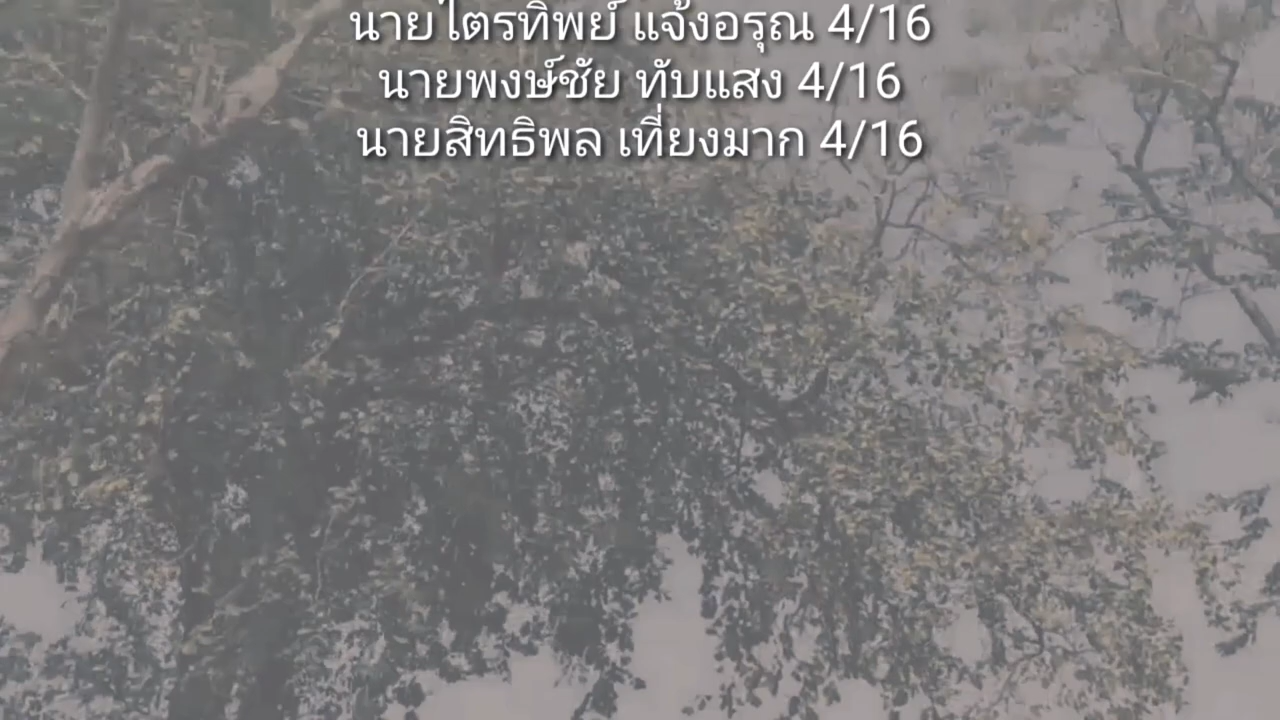 นายไตรทิพย์ แจ้งอรุณ 4/16
นายพงษ์ชัย ทับแสง 4/16
นายสิทธิพล เที่ยงมาก 4/16